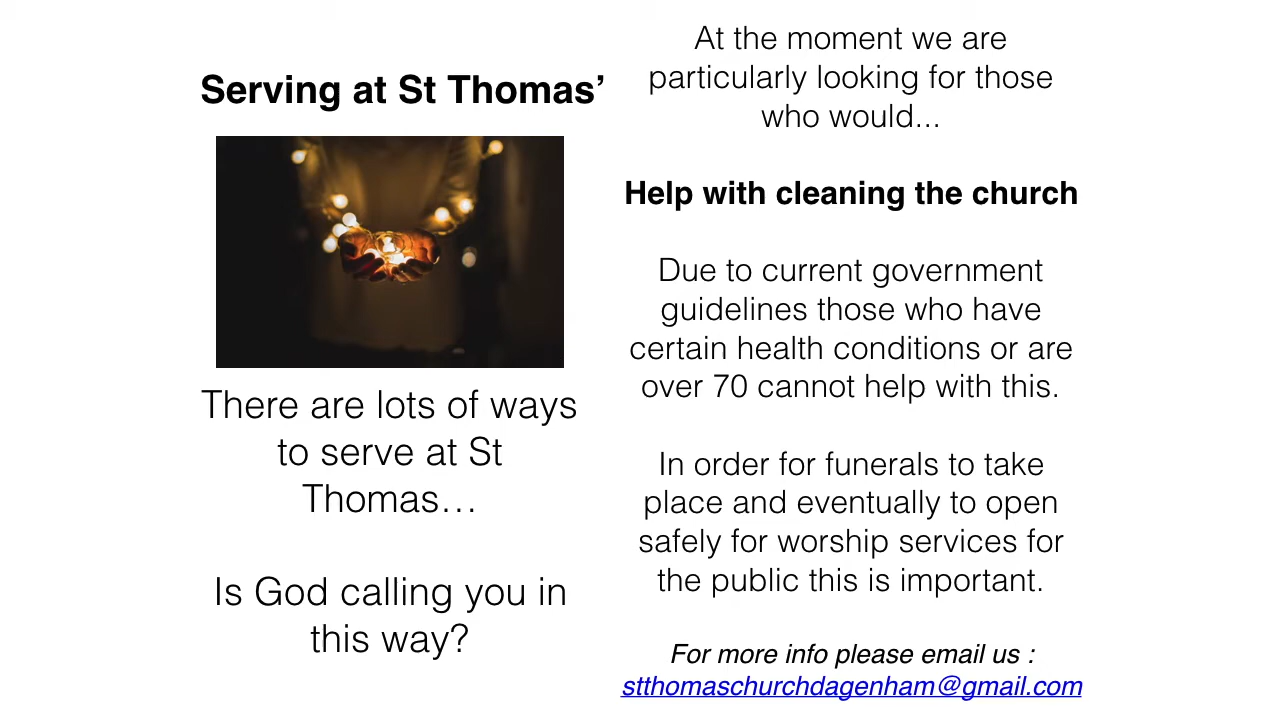 Serving at St Thomas’
There are lots of ways
to serve at St
Thomas…
Is God calling you in
this way?
At the moment we are
particularly looking for those
who would...
Help with cleaning the church
Due to current government
guidelines those who have
certain health conditions or are
over 70 cannot help with this.
In order for funerals to take
place and eventually to open
safely for worship services for
the public this is important.
For more info please email us :
stthomaschurchdagenham@gmail.com